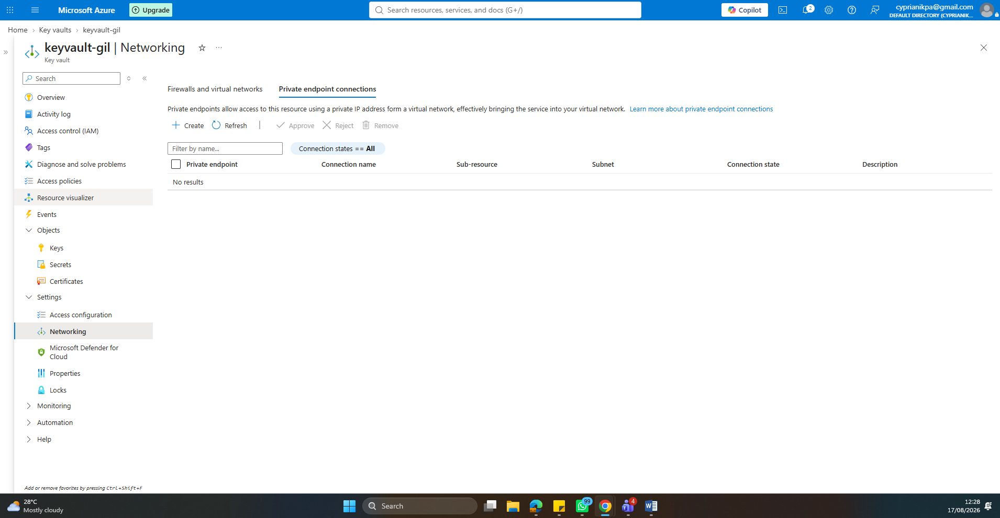 Microsoft Azure
Upgrade
Search resources, services, and docs (G+/)
Copilot
2
cyprianikpa@gmail.com
DEFAULT DIRECTORY (CYPRIANIK...
Home
Key vaults
keyvault-gil
keyvault-gil | Networking
Key vault
Search
Overview
Activity log
Access control (IAM)
Tags
Diagnose and solve problems
Access policies
Resource visualizer
Events
Objects
Keys
Secrets
Certificates
Settings
Access configuration
Networking
Microsoft Defender for
Cloud
Properties
Locks
Monitoring
Automation
Help
Add or remove favorites by pressing Ctrl+Shift+F
Firewalls and virtual networks
Private endpoint connections
Private endpoints allow access to this resource using a private IP address form a virtual network, effectively bringing the service into your virtual network. Learn more about private endpoint connections
Create
Refresh
Approve
Reject
Remove
Filter by name...
Connection states == All
Private endpoint
Connection name
Sub-resource
Subnet
Connection state
Description
No results
28°C
Mostly cloudy
Search
99
4
12:28
17/08/2026